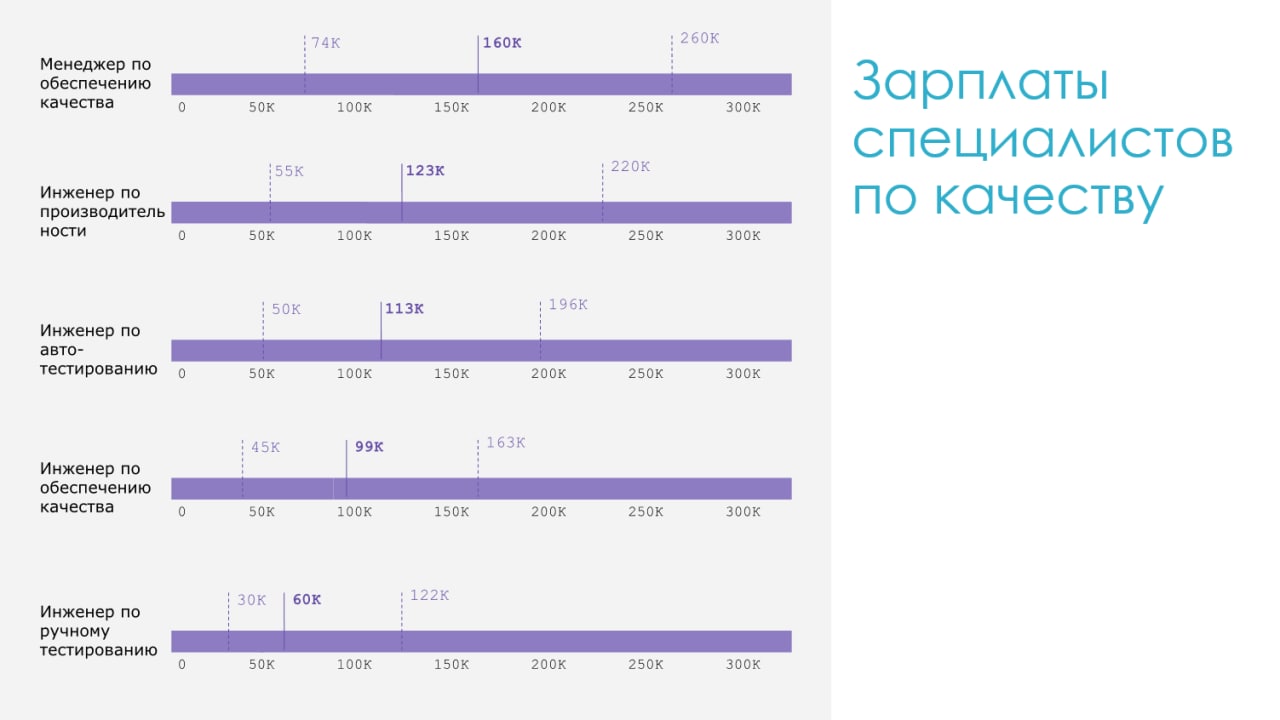 Зарплаты
специалистов
по качеству
74K 160K 260K
Менеджер по
обеспечению
качества
0 50K 100K 150K 200K 250K 300K
55K 123K 220K
Инженер по
производитель
ности
0 50K 100K 150K 200K 250K 300K
50K 113K 196K
Инженер по
авто-
тестированию
0 50K 100K 150K 200K 250K 300K
45K 99K 163K
Инженер по
обеспечению
качества
0 50K 100K 150K 200K 250K 300K
30K 60K 122K
Инженер по
ручному
тестированию
0 50K 100K 150K 200K 250K 300K